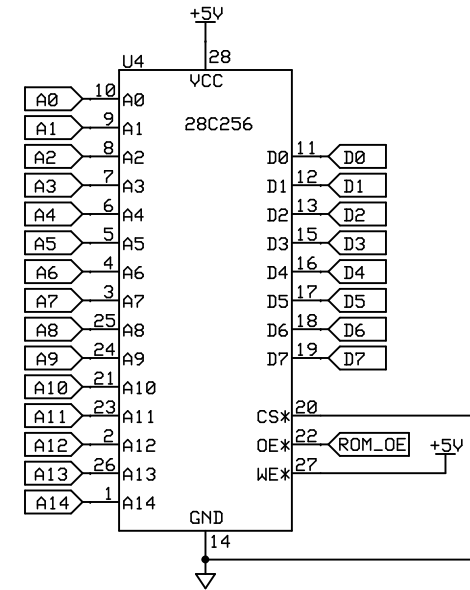 +5V
28
U4
VCC
28C256
A0 10 A0
A1 9 A1
A2 8 A2 D0 11 D0
A3 7 A3 D1 12 D1
A4 6 A4 D2 13 D2
A5 5 A5 D3 15 D3
A6 4 A6 D4 16 D4
A7 3 A7 D5 17 D5
A8 25 A8 D6 18 D6
A9 24 A9 D7 19 D7
A10 21 A10
A11 23 A11 CS* 20
A12 2 A12 OE* 22 ROM_OE +5V
A13 26 A13 WE* 27
A14 1 A14
GND
14